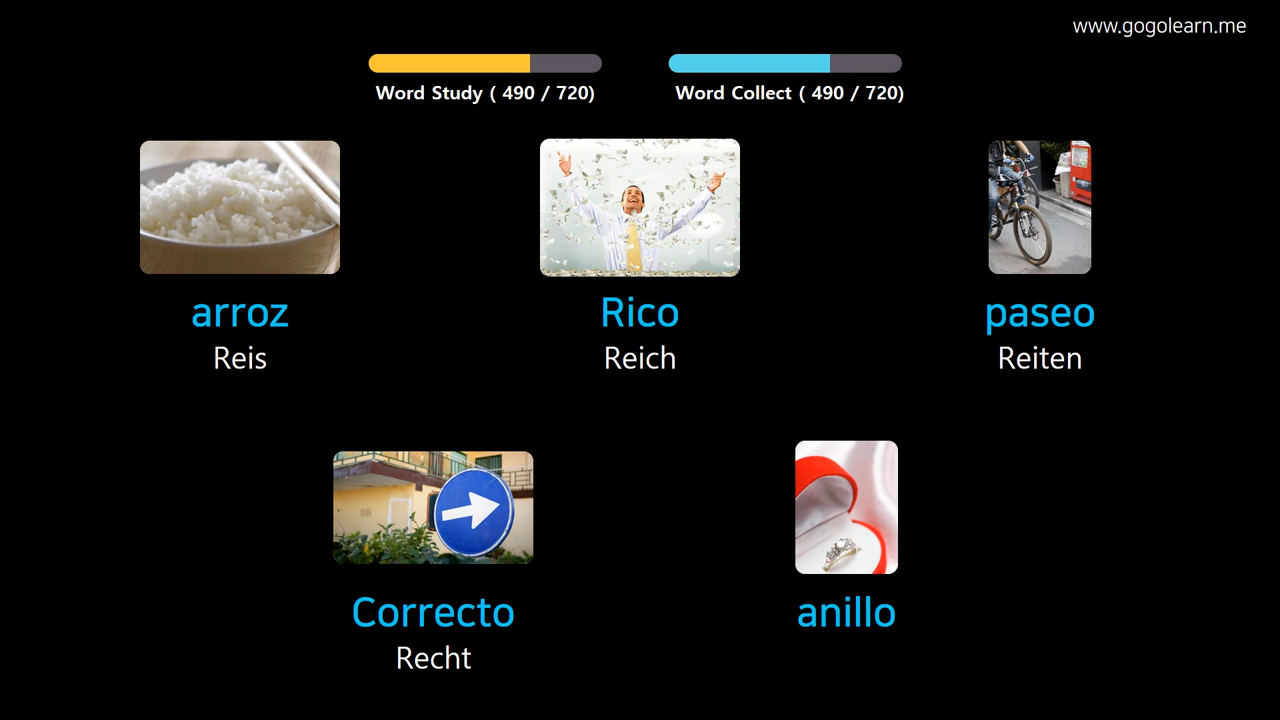 www.gogolearn.me
Word Study ( 490 / 720)
Word Collect ( 490 / 720)
arroz
Reis
Rico
Reich
paseo
Reiten
Correcto
Recht
anillo